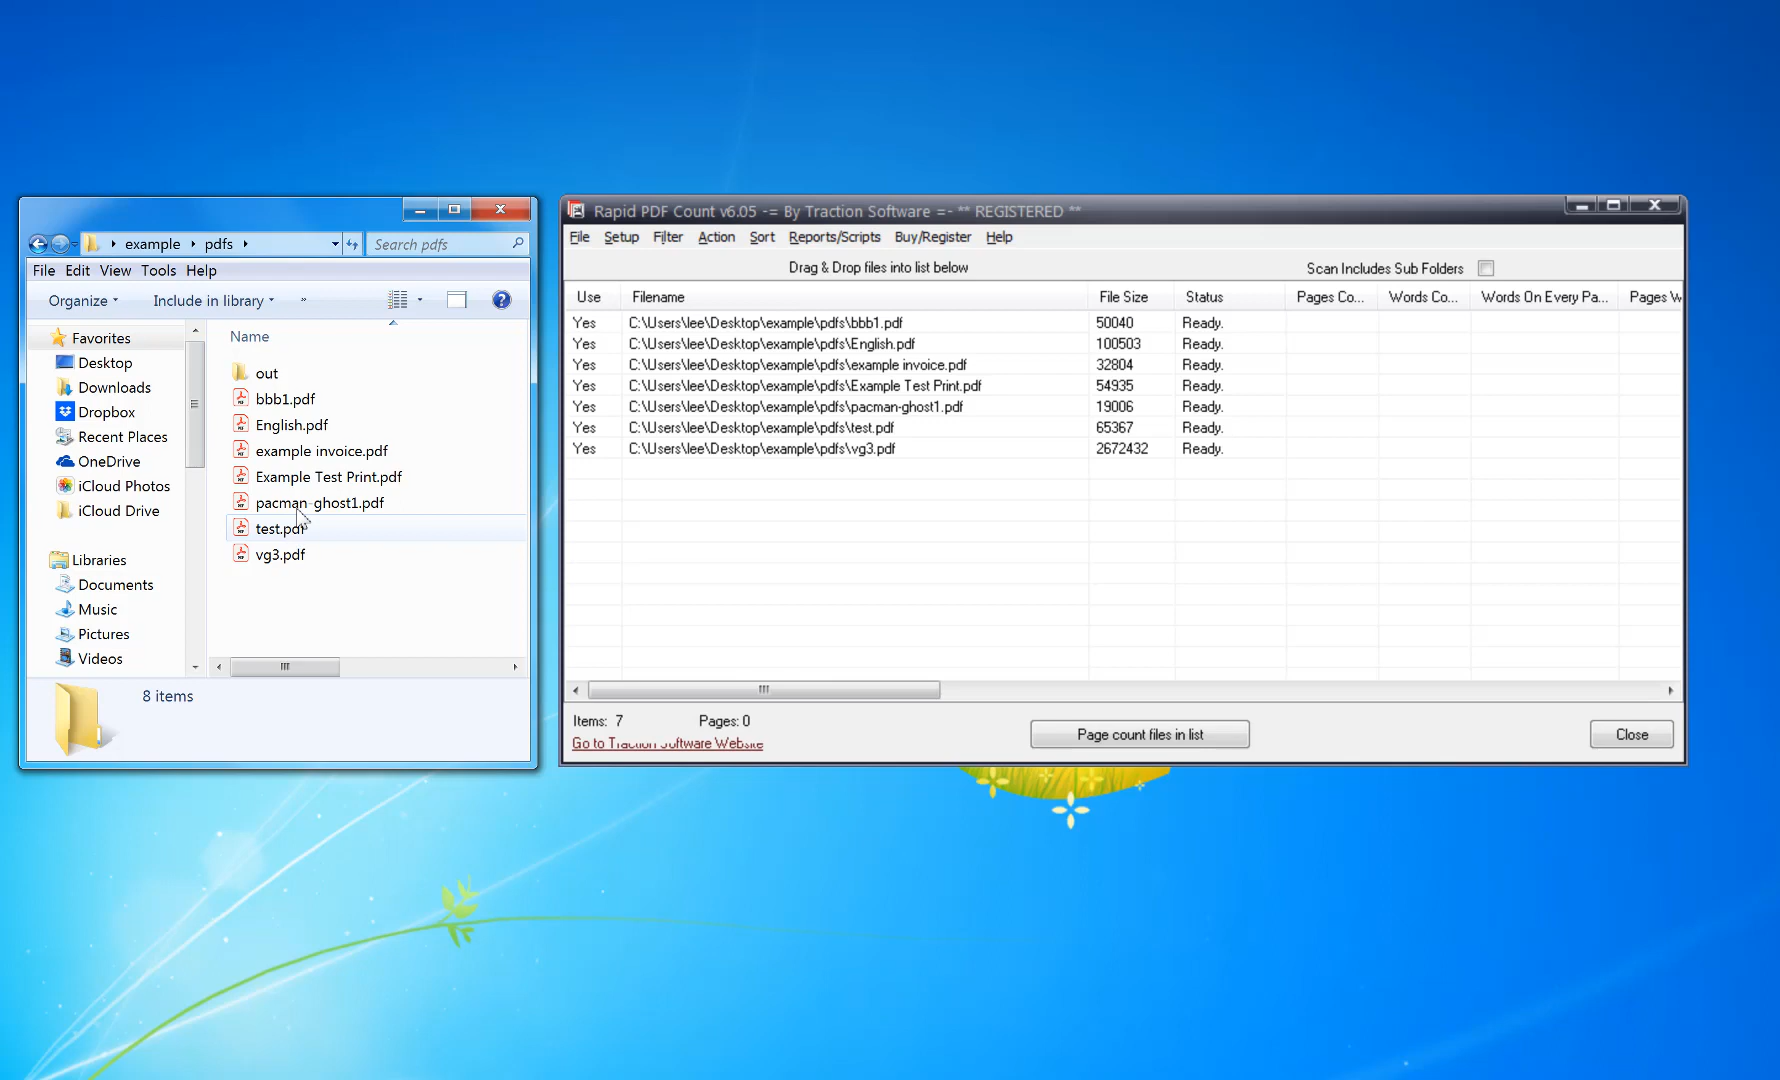 example pdfs
Search pdfs
File Edit View Tools Help
Organize Include in library »
Favorites
Desktop
Downloads
Dropbox
Recent Places
OneDrive
iCloud Photos
iCloud Drive
Libraries
Documents
Music
Pictures
Videos
Name
out
bbb1.pdf
English.pdf
example invoice.pdf
Example Test Print.pdf
pacman-ghost1.pdf
test.pdf
vg3.pdf
8 items
Rapid PDF Count v6.05 -= By Traction Software =- ** REGISTERED **
File Setup Filter Action Sort Reports/Scripts Buy/Register Help
Drag & Drop files into list below Scan Includes Sub Folders
Use Filename File Size Status Pages Co... Words Co... Words On Every Pa... Pages W
Yes C:\Users\lee\Desktop\example\pdfs\bbb1.pdf 50040 Ready.
Yes C:\Users\lee\Desktop\example\pdfs\English.pdf 100503 Ready.
Yes C:\Users\lee\Desktop\example\pdfs\example invoice.pdf 32804 Ready.
Yes C:\Users\lee\Desktop\example\pdfs\Example Test Print.pdf 54935 Ready.
Yes C:\Users\lee\Desktop\example\pdfs\pacman-ghost1.pdf 19006 Ready.
Yes C:\Users\lee\Desktop\example\pdfs\test.pdf 65367 Ready.
Yes C:\Users\lee\Desktop\example\pdfs\vg3.pdf 2672432 Ready.
Items: 7 Pages: 0
Go to Traction Software Website
Page count files in list
Close